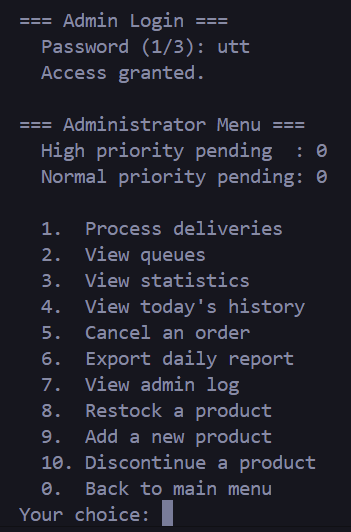 === Admin Login ===
Password (1/3): utt
Access granted.
=== Administrator Menu ===
High priority pending  : 0
Normal priority pending: 0
1.  Process deliveries
2.  View queues
3.  View statistics
4.  View today's history
5.  Cancel an order
6.  Export daily report
7.  View admin log
8.  Restock a product
9.  Add a new product
10. Discontinue a product
0.  Back to main menu
Your choice: